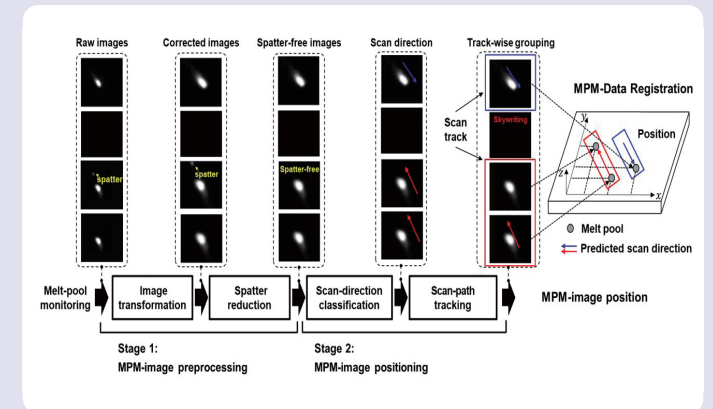 Raw images
Corrected images
Spatter-free images
Scan direction
Track-wise grouping
MPM-Data Registration
Scan
track
Skywriting
spatter
spatter
Spatter-free
y
z
x
Position
Melt pool
Predicted scan direction
Melt-pool
monitoring
Image
transformation
Spatter
reduction
Scan-direction
classification
Scan-path
tracking
MPM-image position
Stage 1:
MPM-image preprocessing
Stage 2:
MPM-image positioning